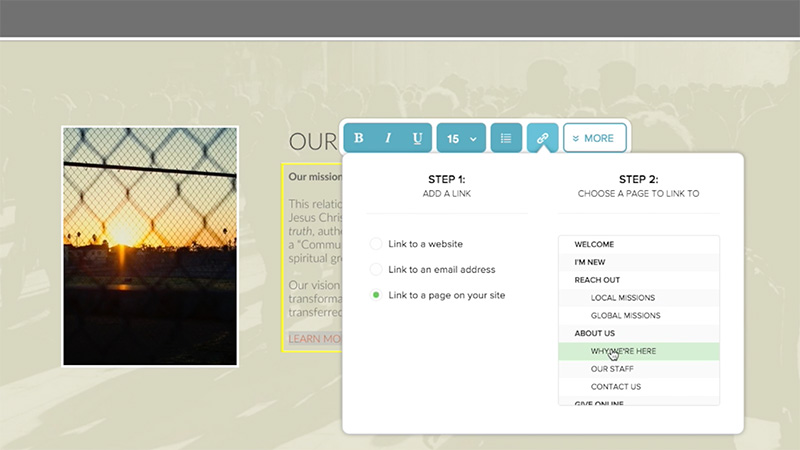 OUR
B I U 15 MORE
Our mission
This relatio
Jesus Chris
truth, authe
a "Commu
spiritual gr
Our vision
transforma
transferred
LEARN MO
STEP 1:
ADD A LINK
Link to a website
Link to an email address
Link to a page on your site
STEP 2:
CHOOSE A PAGE TO LINK TO
WELCOME
I'M NEW
REACH OUT
LOCAL MISSIONS
GLOBAL MISSIONS
ABOUT US
WHY WE'RE HERE
OUR STAFF
CONTACT US
GIVE ONLINE